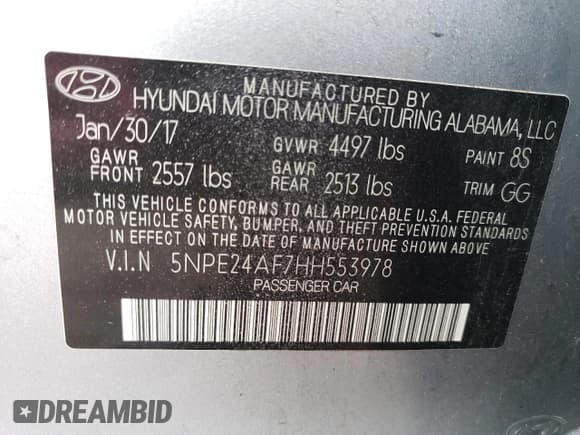 MANUFACTURED BY
HYUNDAI MOTOR MANUFACTURING ALABAMA, LLC
Jan/30/17 GVWR 4497 lbs PAINT 8S
GAWR FRONT 2557 lbs GAWR REAR 2513 lbs TRIM GG
THIS VEHICLE CONFORMS TO ALL APPLICABLE U.S.A. FEDERAL
MOTOR VEHICLE SAFETY, BUMPER, AND THEFT PREVENTION STANDARDS
IN EFFECT ON THE DATE OF MANUFACTURE SHOWN ABOVE
V.I.N 5NPE24AF7HH553978
PASSENGER CAR
DREAMBID